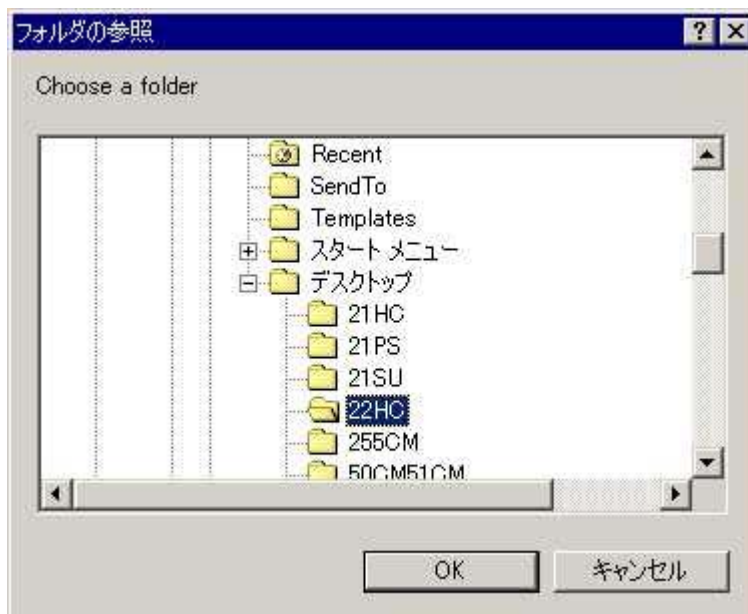 フォルダの参照
Choose a folder
Recent
SendTo
Templates
スタート メニュー
デスクトップ
21HC
21PS
21SU
22HC
255CM
50CM51CM
OK
キャンセル